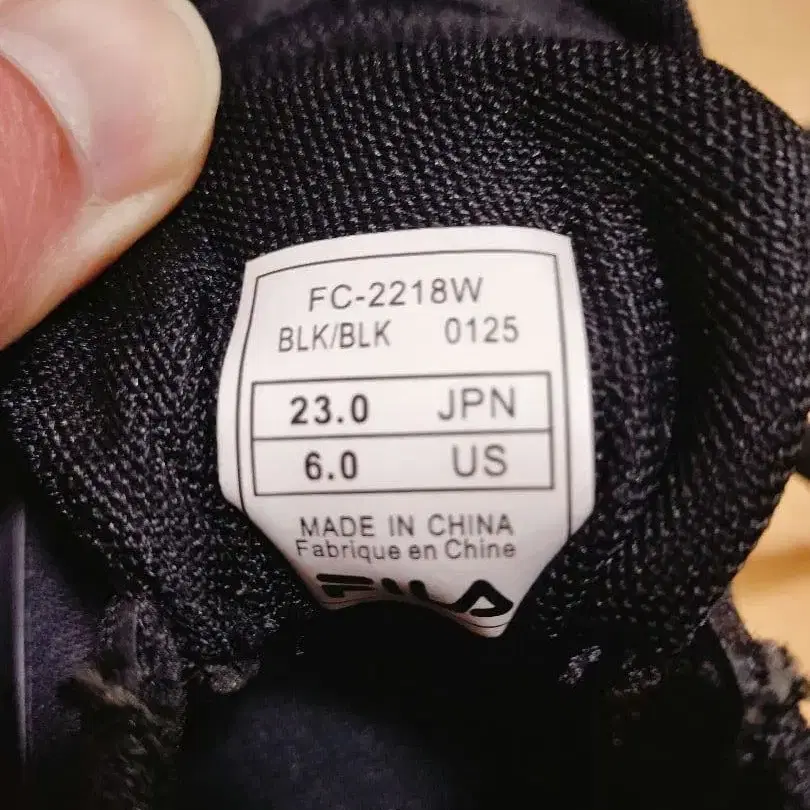 FC-2218W
BLK/BLK 0125
23.0 JPN
6.0 US
MADE IN CHINA
Fabrique en Chine
FILA